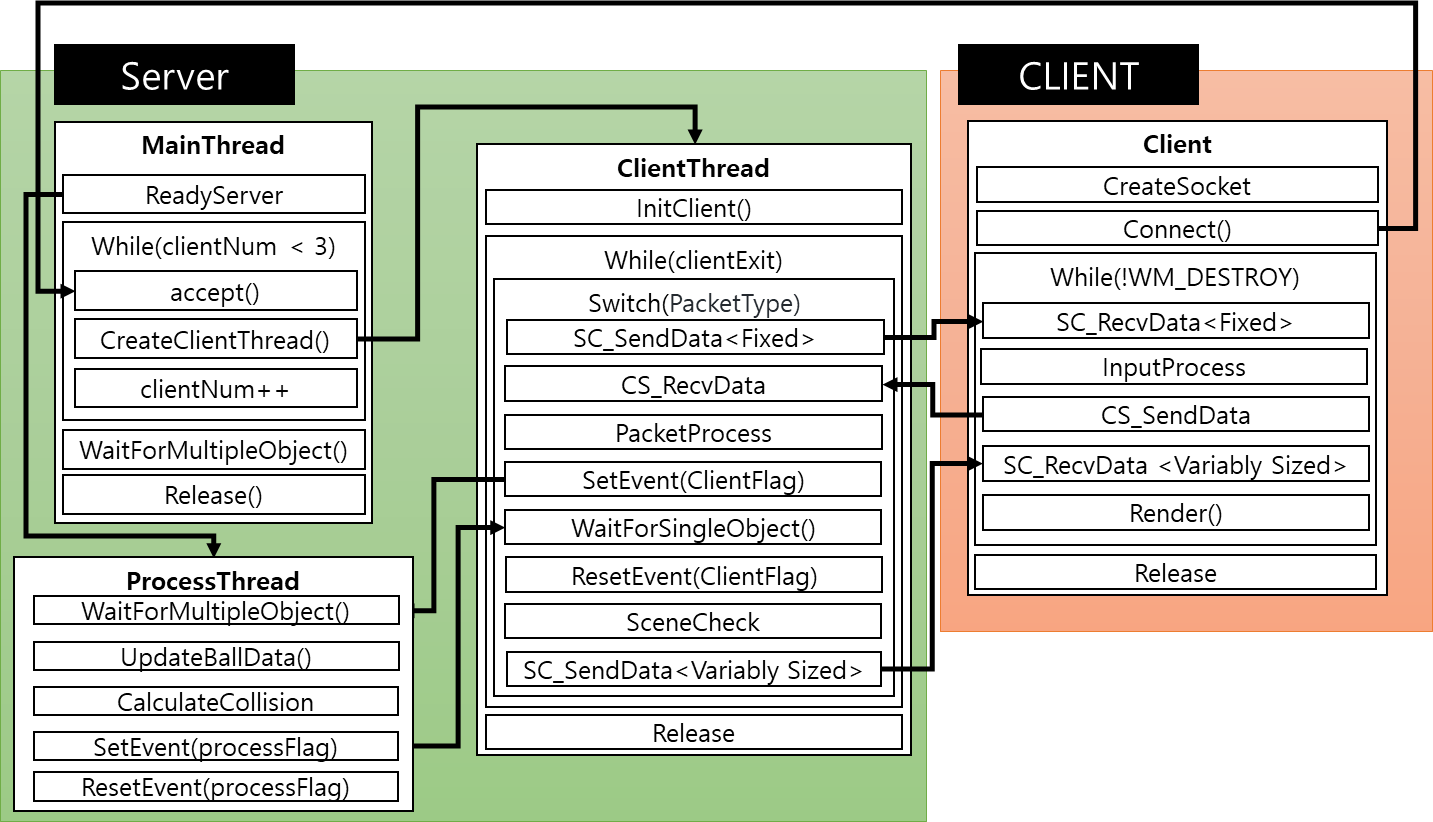 Server
MainThread
ReadyServer
While(clientNum < 3)
accept()
CreateClientThread()
clientNum++
WaitForMultipleObject()
Release()
ProcessThread
WaitForMultipleObject()
UpdateBallData()
CalculateCollision
SetEvent(processFlag)
ResetEvent(processFlag)
ClientThread
InitClient()
While(clientExit)
Switch(PacketType)
SC_SendData<Fixed>
CS_RecvData
PacketProcess
SetEvent(ClientFlag)
WaitForSingleObject()
ResetEvent(ClientFlag)
SceneCheck
SC_SendData<Variably Sized>
Release
CLIENT
Client
CreateSocket
Connect()
While(!WM_DESTROY)
SC_RecvData<Fixed>
InputProcess
CS_SendData
SC_RecvData <Variably Sized>
Render()
Release